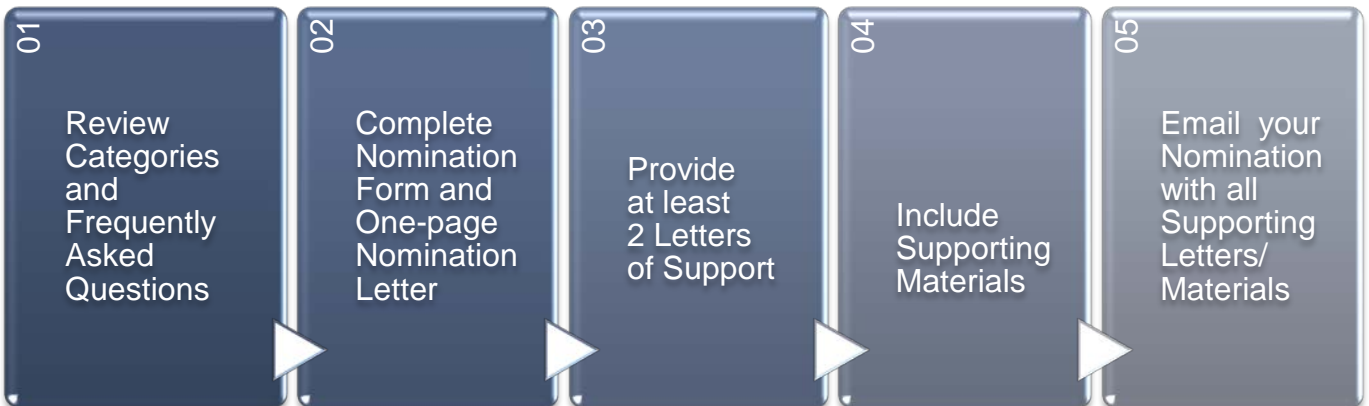 01
Review
Categories
and
Frequently
Asked
Questions
02
Complete
Nomination
Form and
One-page
Nomination
Letter
03
Provide
at least
2 Letters
of Support
04
Include
Supporting
Materials
05
Email your
Nomination
with all
Supporting
Letters/
Materials